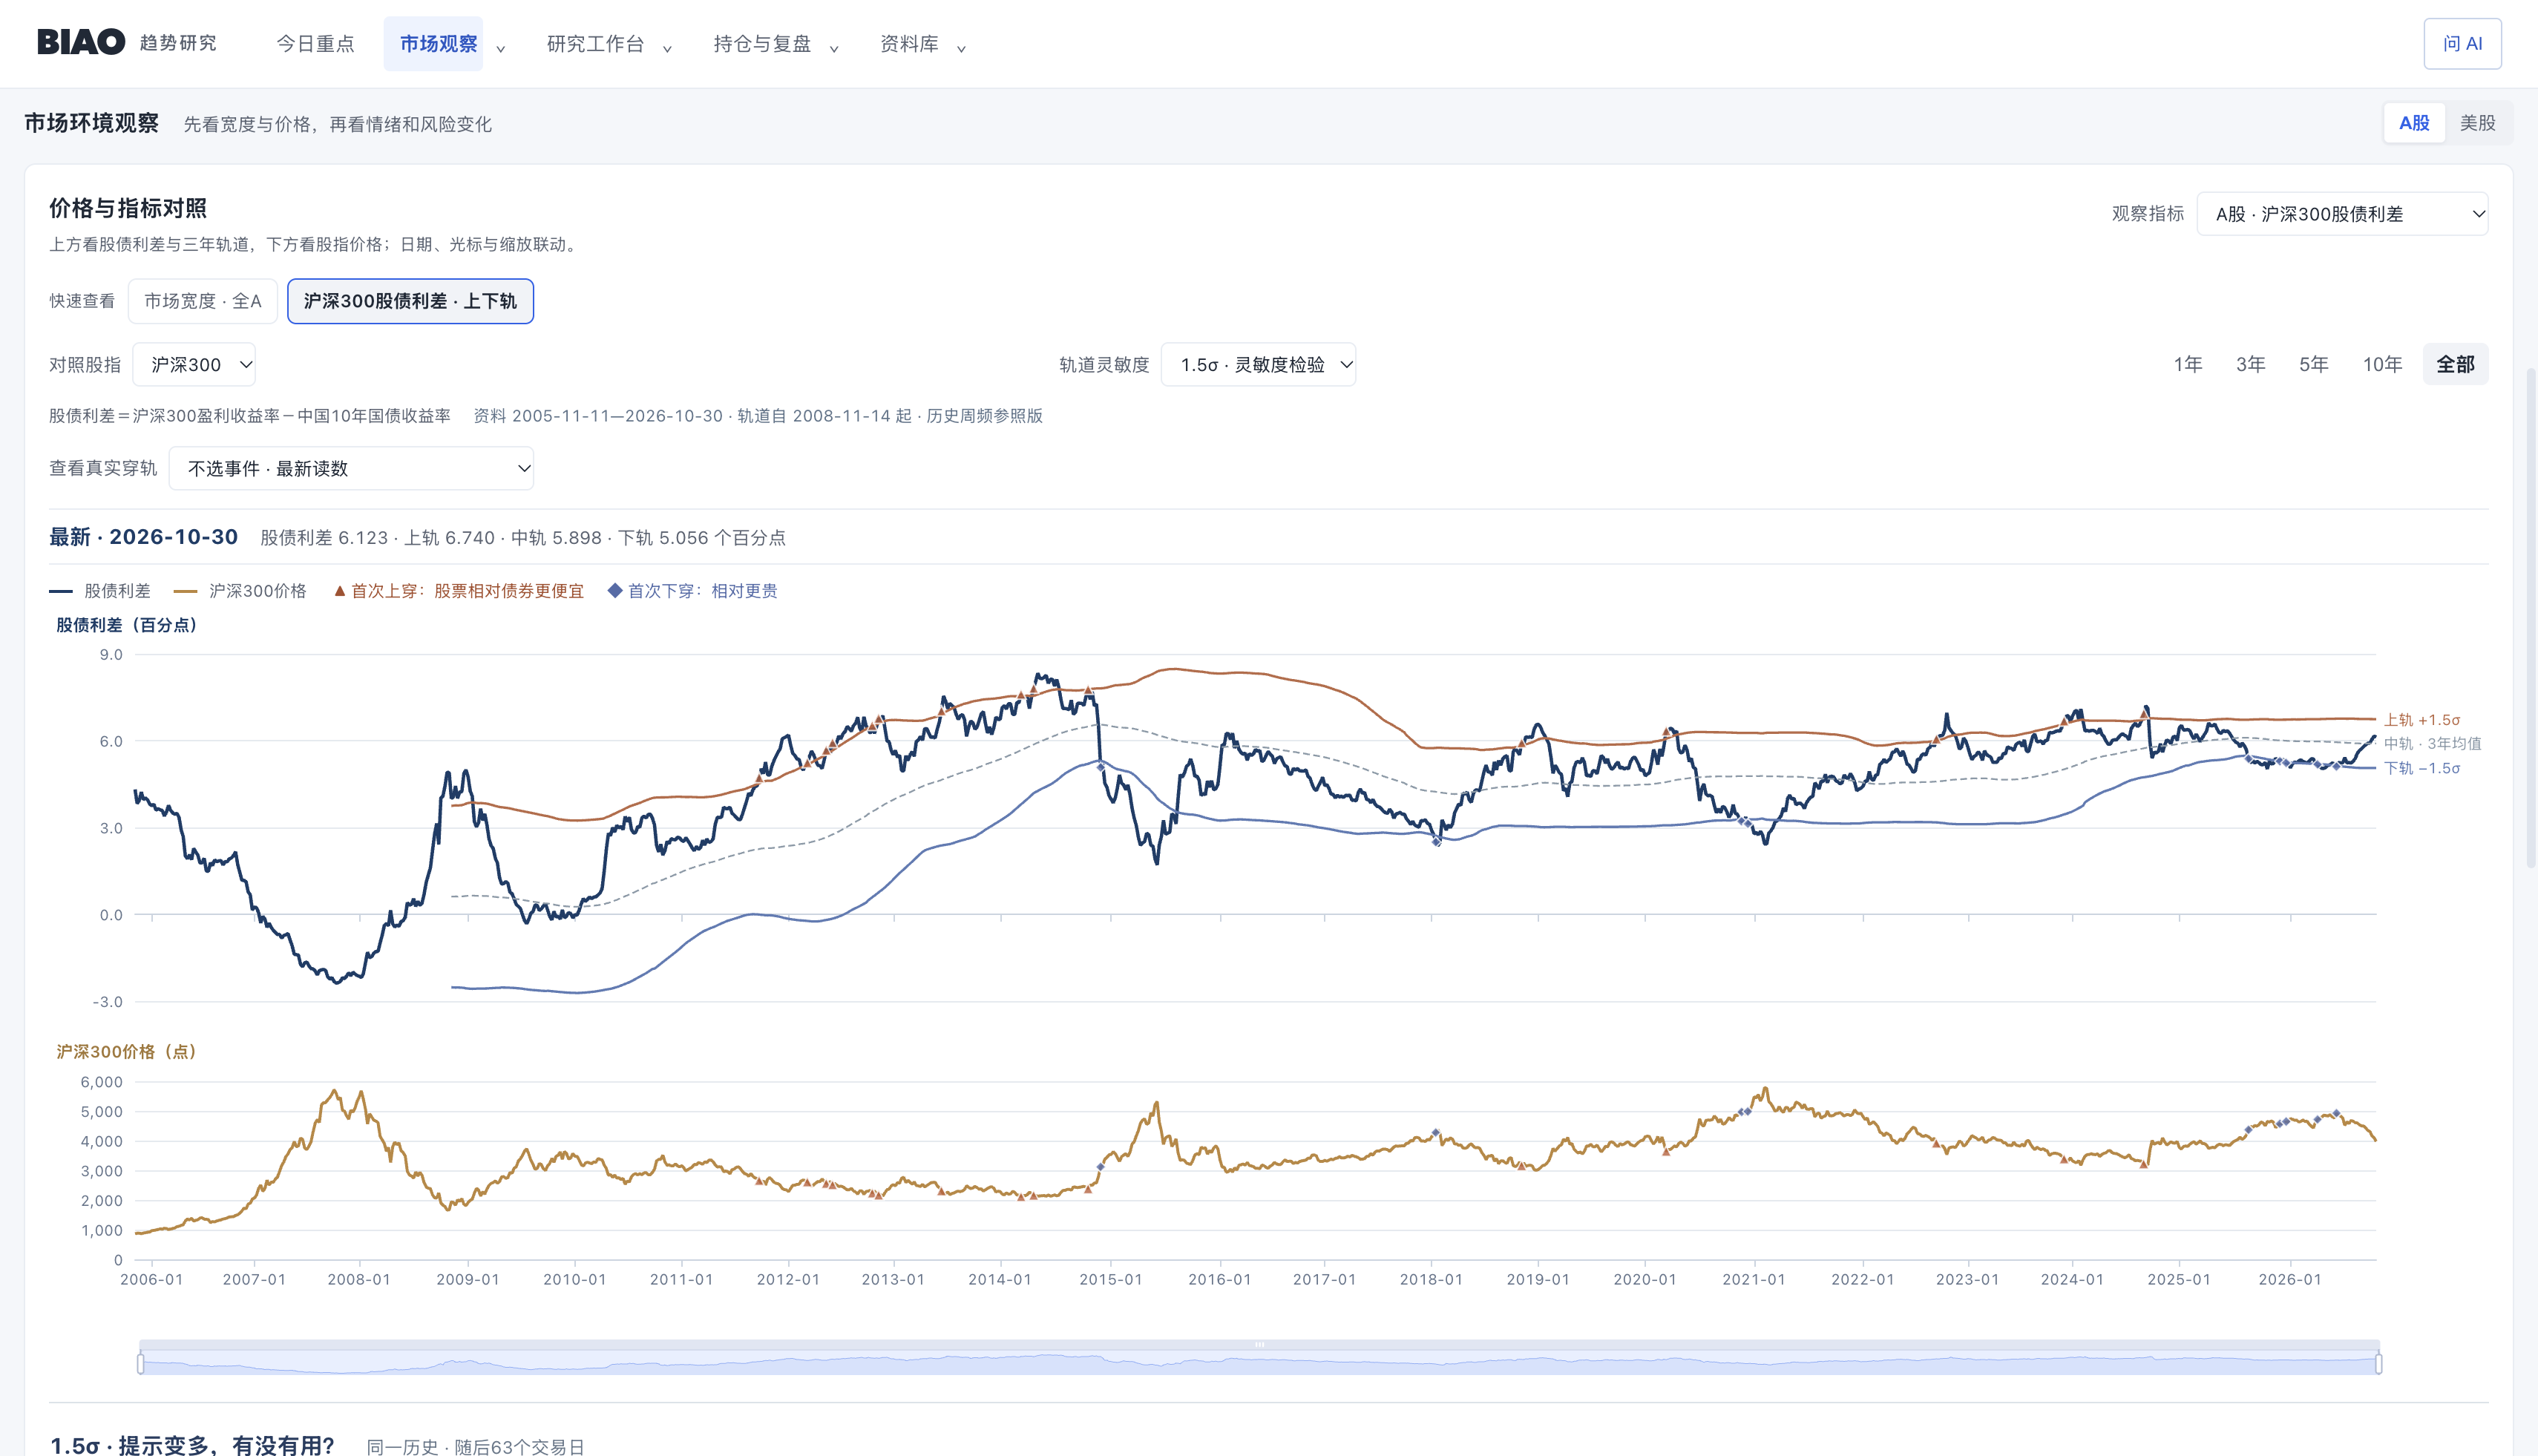 BIAO 趋势研究 今日重点 市场观察 研究工作台 持仓与复盘 资料库 问 AI
市场环境观察 先看宽度与价格，再看情绪和风险变化 A股 美股
价格与指标对照 观察指标 A股 · 沪深300股债利差
上方看股债利差与三年轨道，下方看股指价格；日期、光标与缩放联动。
快速查看 市场宽度 · 全A 沪深300股债利差 · 上下轨
对照股指 沪深300 轨道灵敏度 1.5σ · 灵敏度检验 1年 3年 5年 10年 全部
股债利差＝沪深300盈利收益率－中国10年国债收益率 资料 2005-11-11—2026-10-30 · 轨道自 2008-11-14 起 · 历史周频参照版
查看真实穿轨 不选事件 · 最新读数
最新 · 2026-10-30 股债利差 6.123 · 上轨 6.740 · 中轨 5.898 · 下轨 5.056 个百分点
股债利差 沪深300价格 ▲ 首次上穿：股票相对债券更便宜 ◆ 首次下穿：相对更贵
股债利差（百分点）
9.0
上轨 +1.5σ
6.0
中轨 · 3年均值
下轨 −1.5σ
3.0
0.0
-3.0
沪深300价格（点）
6,000
5,000
4,000
3,000
2,000
1,000
0
2006-01 2007-01 2008-01 2009-01 2010-01 2011-01 2012-01 2013-01 2014-01 2015-01 2016-01 2017-01 2018-01 2019-01 2020-01 2021-01 2022-01 2023-01 2024-01 2025-01 2026-01
1.5σ · 提示变多，有没有用？ 同一历史 · 随后63个交易日